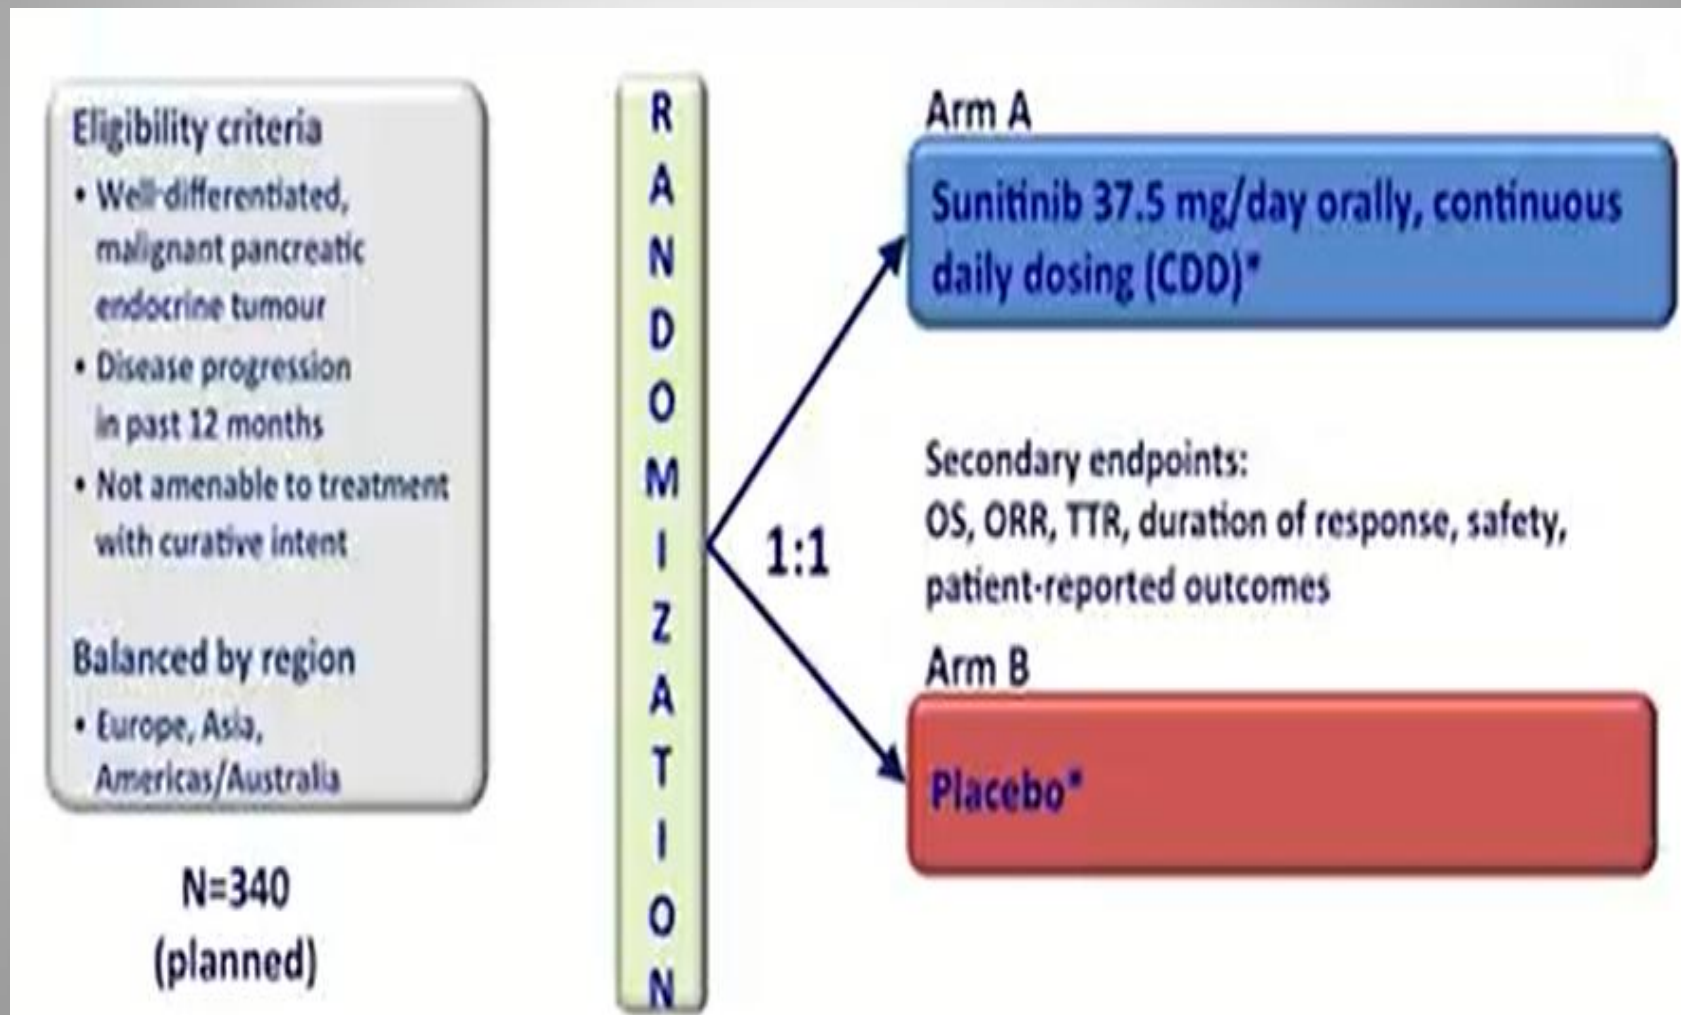 Eligibility criteria
• Well-differentiated,
malignant pancreatic
endocrine tumour
• Disease progression
in past 12 months
• Not amenable to treatment
with curative intent
Balanced by region
• Europe, Asia,
Americas/Australia
N=340
(planned)
R
A
N
D
O
M
I
Z
A
T
I
O
N
1:1
Arm A
Sunitinib 37.5 mg/day orally, continuous
daily dosing (CDD)*
Secondary endpoints:
OS, ORR, TTR, duration of response, safety,
patient-reported outcomes
Arm B
Placebo*